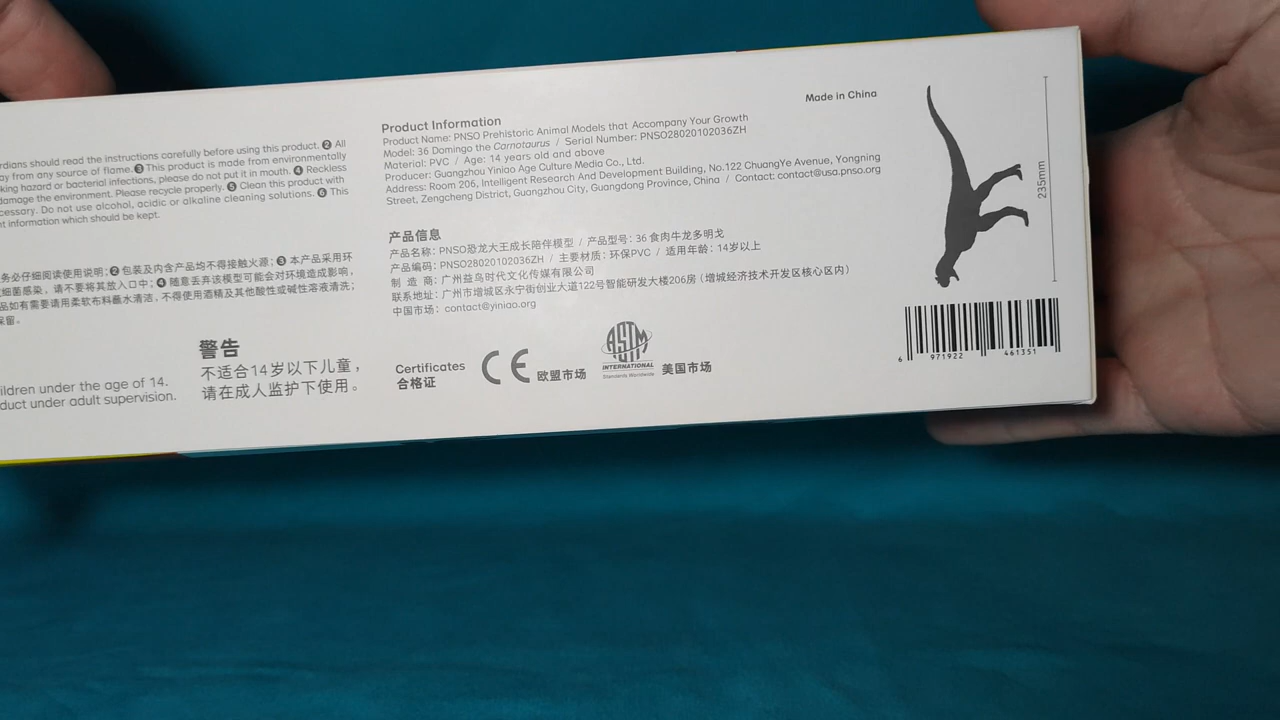 rdians should read the instructions carefully before using this product. ❷ All
ay from any source of flame. ❸ This product is made from environmentally
king hazard or bacterial infections, please do not put it in mouth. ❹ Reckless
damage the environment. Please recycle properly. ❺ Clean this product with
cessary. Do not use alcohol, acidic or alkaline cleaning solutions. ❻ This
nt information which should be kept.
务必仔细阅读使用说明；❷ 包装及内含产品均不得接触火源；❸ 本产品采用环
细菌感染，请不要将其放入口中；❹ 随意丢弃该模型可能会对环境造成影响，
品如有需要请用柔软布料蘸水清洁，不得使用酒精及其他酸性或碱性溶液清洗；
保留。
ildren under the age of 14.
duct under adult supervision.
警告
不适合14岁以下儿童，
请在成人监护下使用。
Product Information
Product Name: PNSO Prehistoric Animal Models that Accompany Your Growth
Model: 36 Domingo the Carnotaurus / Serial Number: PNSO28020102036ZH
Material: PVC / Age: 14 years old and above
Producer: Guangzhou Yiniao Age Culture Media Co., Ltd.
Address: Room 206, Intelligent Research And Development Building, No.122 ChuangYe Avenue, Yongning
Street, Zengcheng District, Guangzhou City, Guangdong Province, China / Contact: contact@usa.pnso.org
产品信息
产品名称：PNSO恐龙大王成长陪伴模型 / 产品型号：36 食肉牛龙多明戈
产品编码：PNSO28020102036ZH / 主要材质：环保PVC / 适用年龄：14岁以上
制 造 商：广州益鸟时代文化传媒有限公司
联系地址：广州市增城区永宁街创业大道122号智能研发大楼206房（增城经济技术开发区核心区内）
中国市场：contact@yiniao.org
Certificates
合格证
CE 欧盟市场
ASTM
INTERNATIONAL
Standards Worldwide
美国市场
Made in China
235mm
6 971922 461351